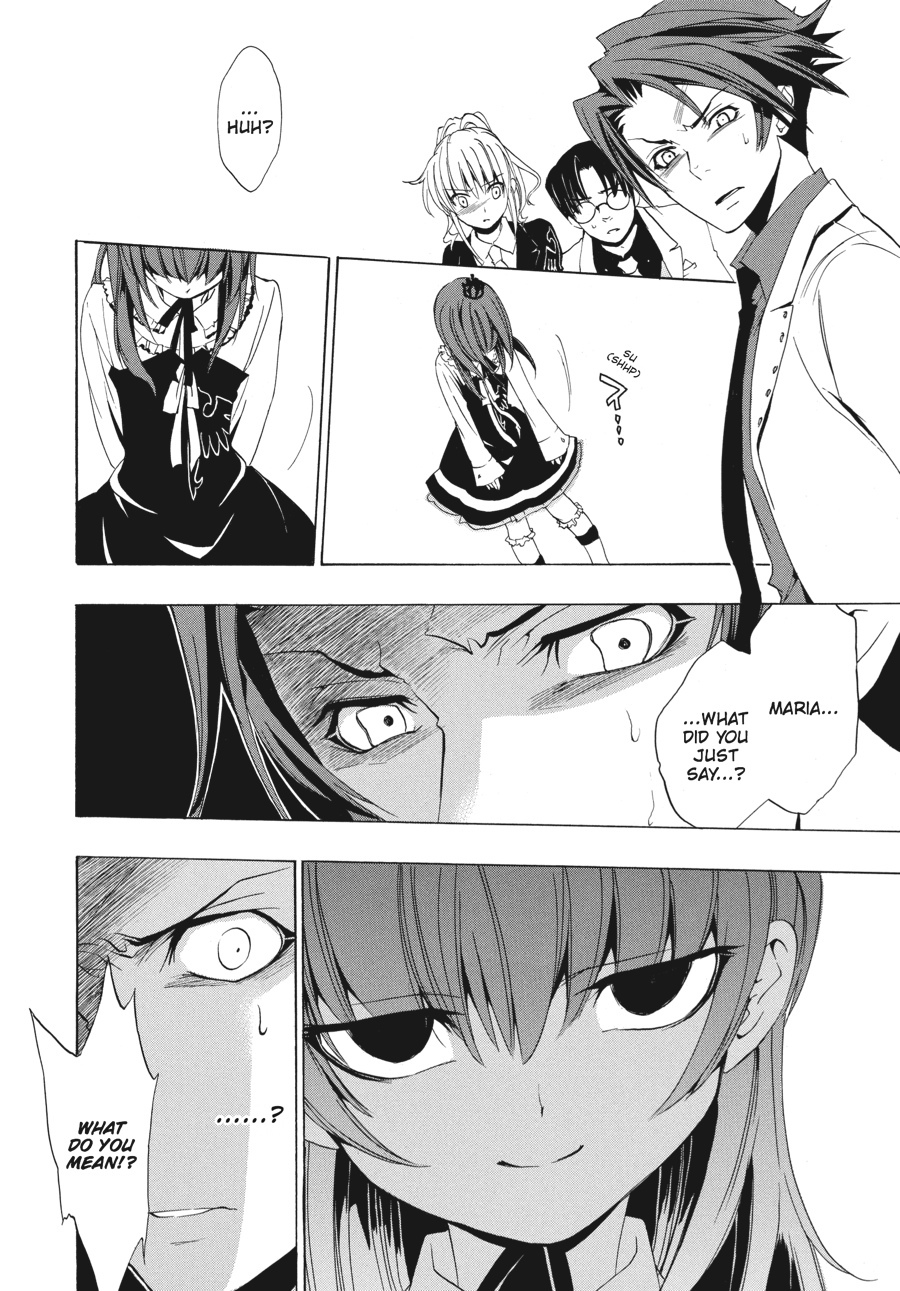 ...
HUH?
SU
(SHHP)
ス...
MARIA...
...WHAT
DID YOU
JUST
SAY...?
......?
WHAT
DO YOU
MEAN!?